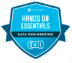 HANDS ON
ESSENTIALS
DATA ENGINEERING